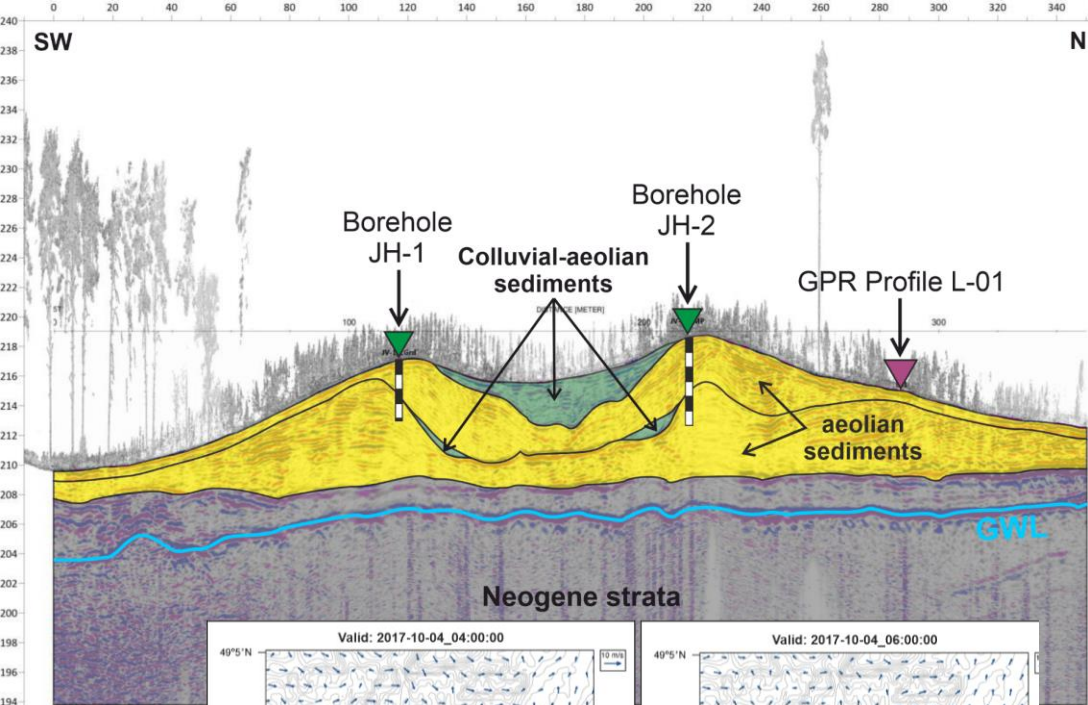 0 20 40 60 80 100 120 140 160 180 200 220 240 260 280 300 320 340
240
238
236
234
232
230
228
226
224
222
220
218
216
214
212
210
208
206
204
202
200
198
196
194
SW
N
Borehole
JH-1
Borehole
JH-2
Colluvial-aeolian
sediments
GPR Profile L-01
DISTANCE [METER]
100
300
aeolian
sediments
GWL
Neogene strata
Valid: 2017-10-04_04:00:00
49°5'N
10 m/s
Valid: 2017-10-04_06:00:00
49°5'N